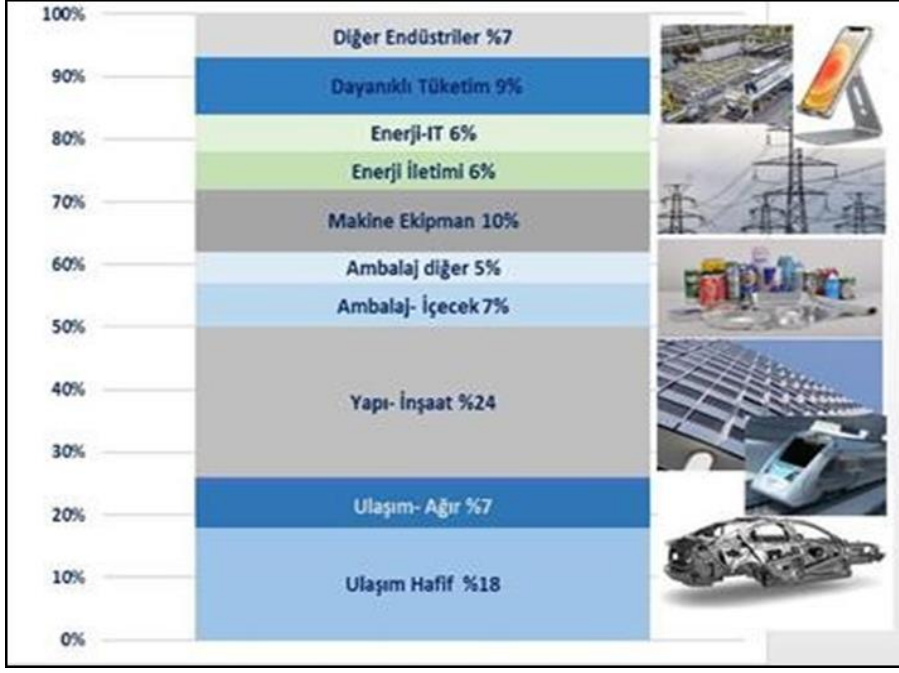 100%
Diğer Endüstriler %7
90%
Dayanıklı Tüketim 9%
80%
Enerji-IT 6%
Enerji İletimi 6%
70%
Makine Ekipman 10%
60%
Ambalaj diğer 5%
Ambalaj- İçecek 7%
50%
40%
Yapı- İnşaat %24
30%
20%
Ulaşım- Ağır %7
10%
Ulaşım Hafif %18
0%